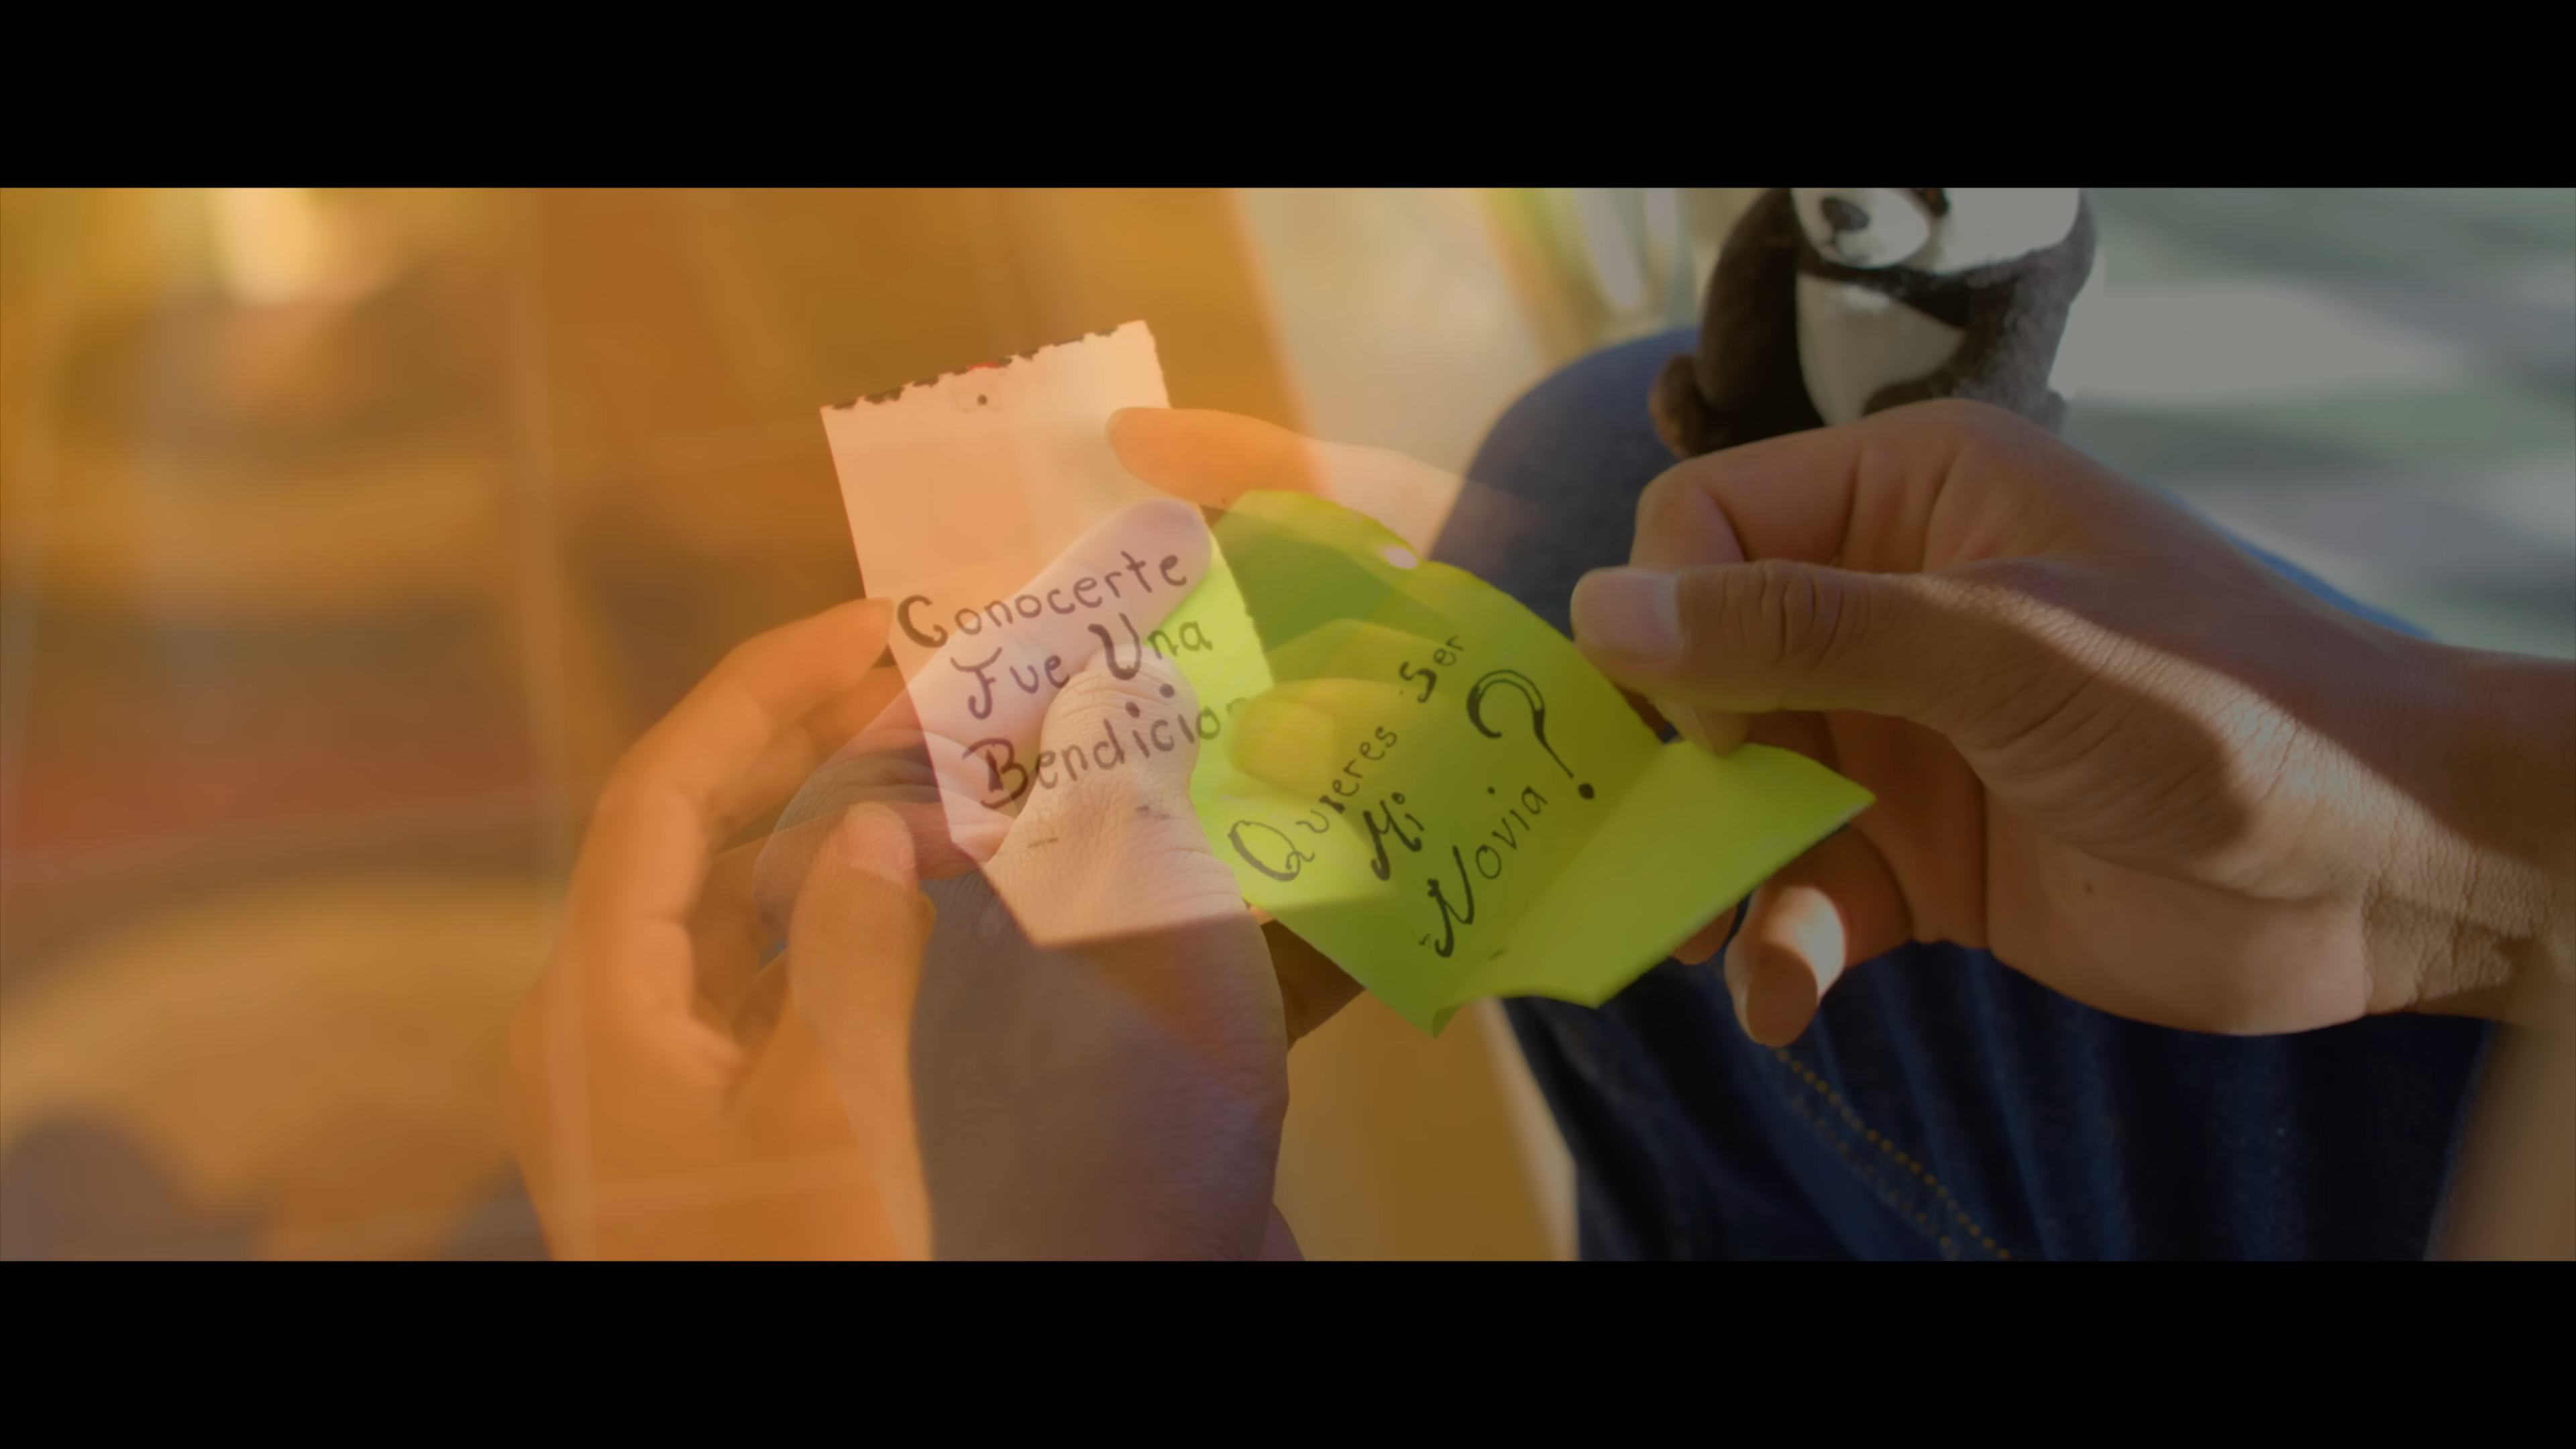 Conocerte
Fue Una
Bendicion
Quieres Ser
Mi
Novia?